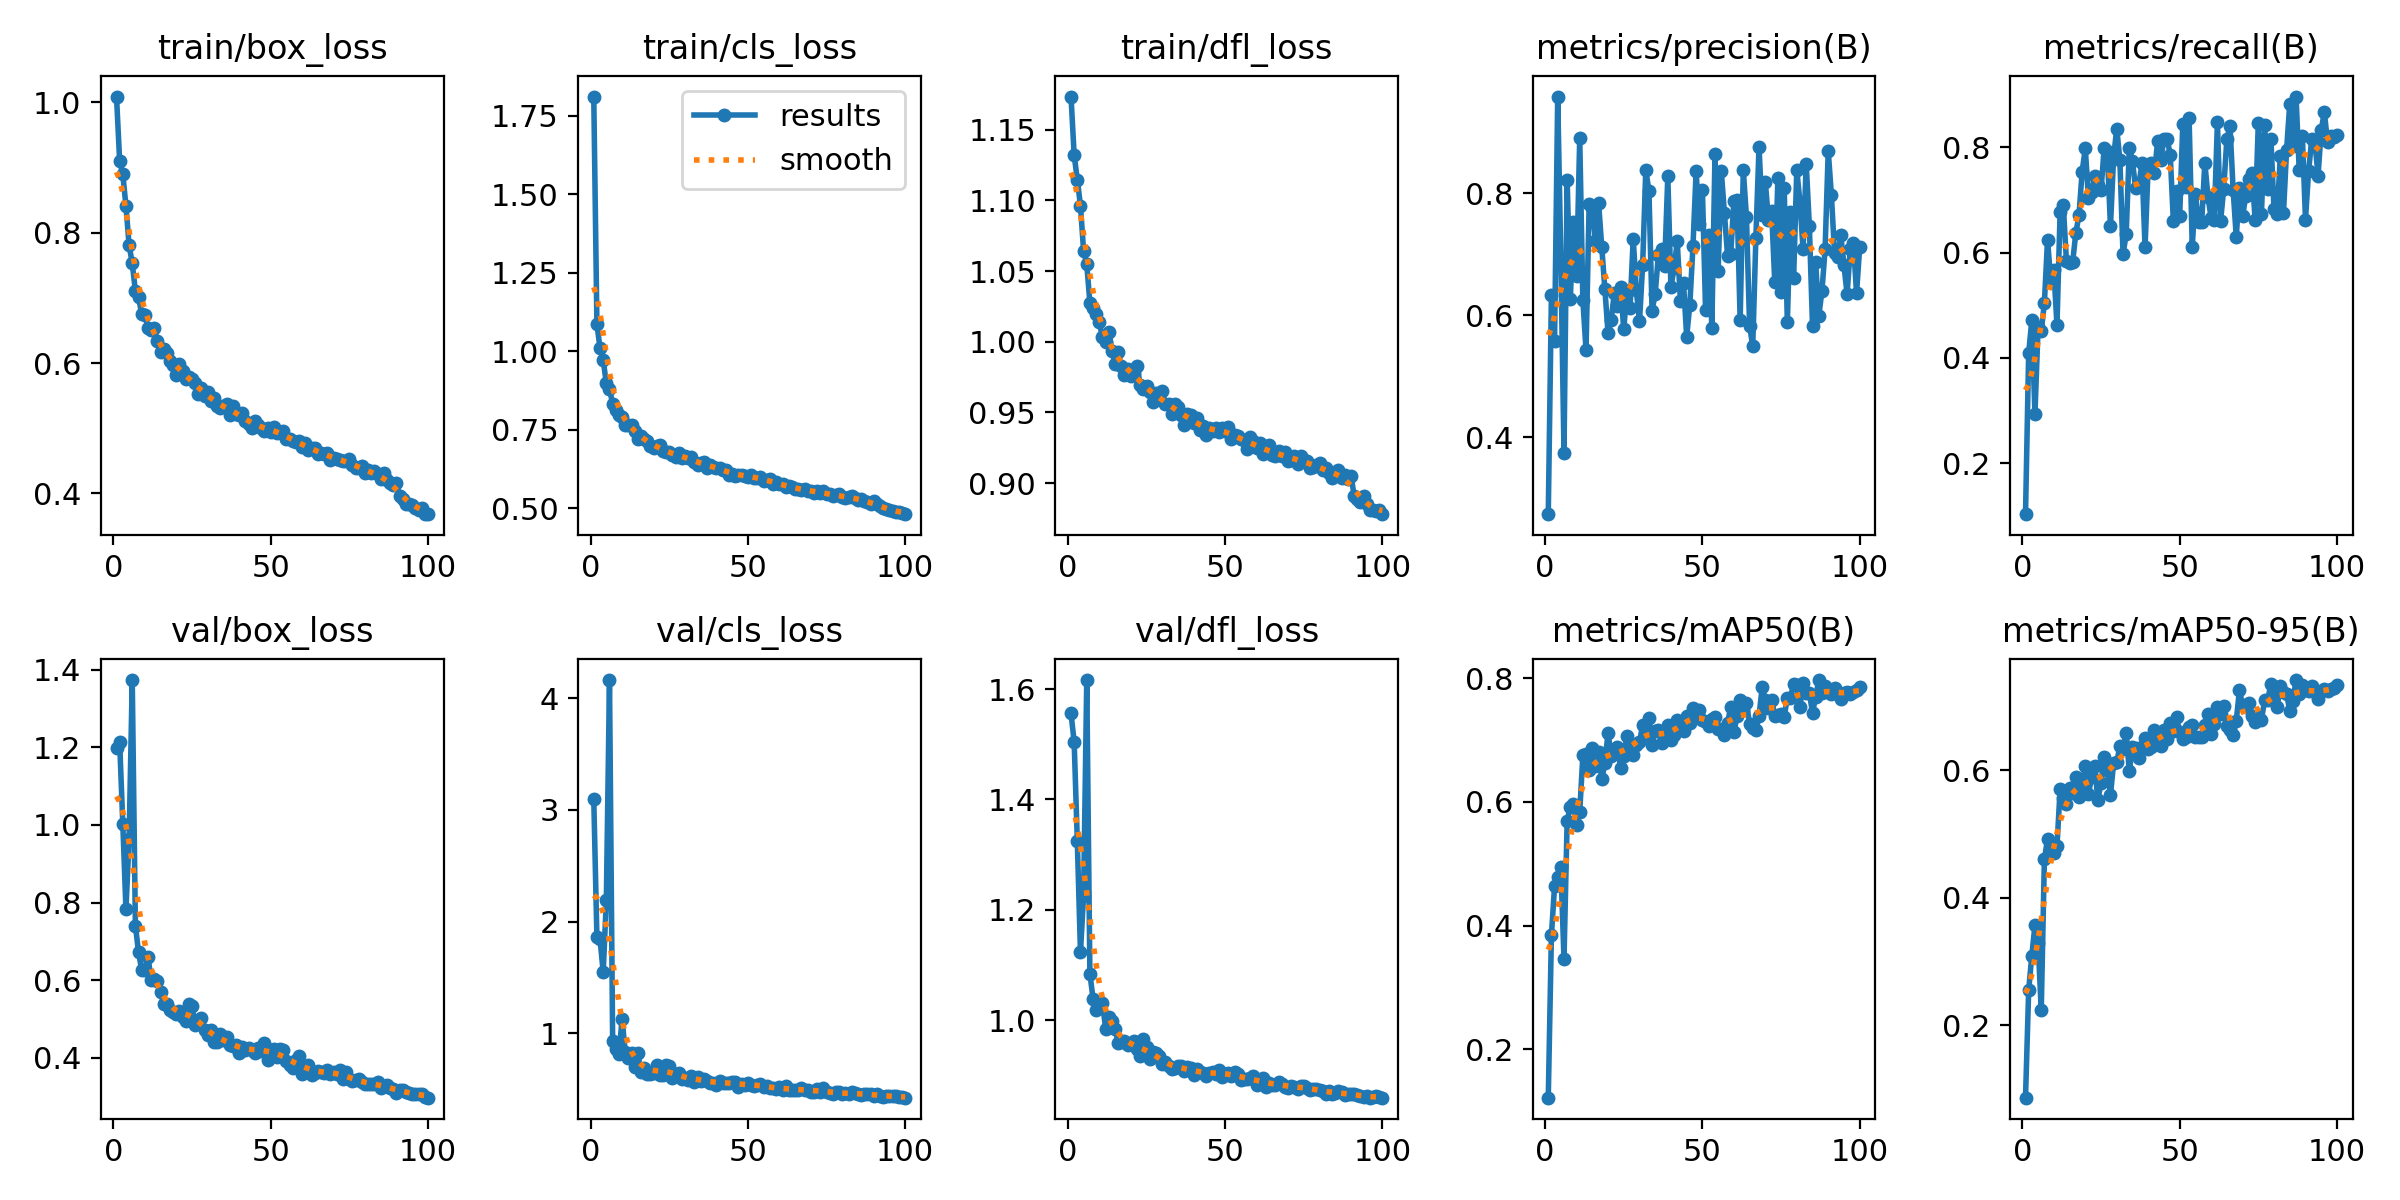 train/box_loss
1.0
0.8
0.6
0.4
0 50 100
train/cls_loss
results
smooth
1.75
1.50
1.25
1.00
0.75
0.50
0 50 100
train/dfl_loss
1.15
1.10
1.05
1.00
0.95
0.90
0 50 100
metrics/precision(B)
0.8
0.6
0.4
0 50 100
metrics/recall(B)
0.8
0.6
0.4
0.2
0 50 100
val/box_loss
1.4
1.2
1.0
0.8
0.6
0.4
0 50 100
val/cls_loss
4
3
2
1
0 50 100
val/dfl_loss
1.6
1.4
1.2
1.0
0 50 100
metrics/mAP50(B)
0.8
0.6
0.4
0.2
0 50 100
metrics/mAP50-95(B)
0.6
0.4
0.2
0 50 100